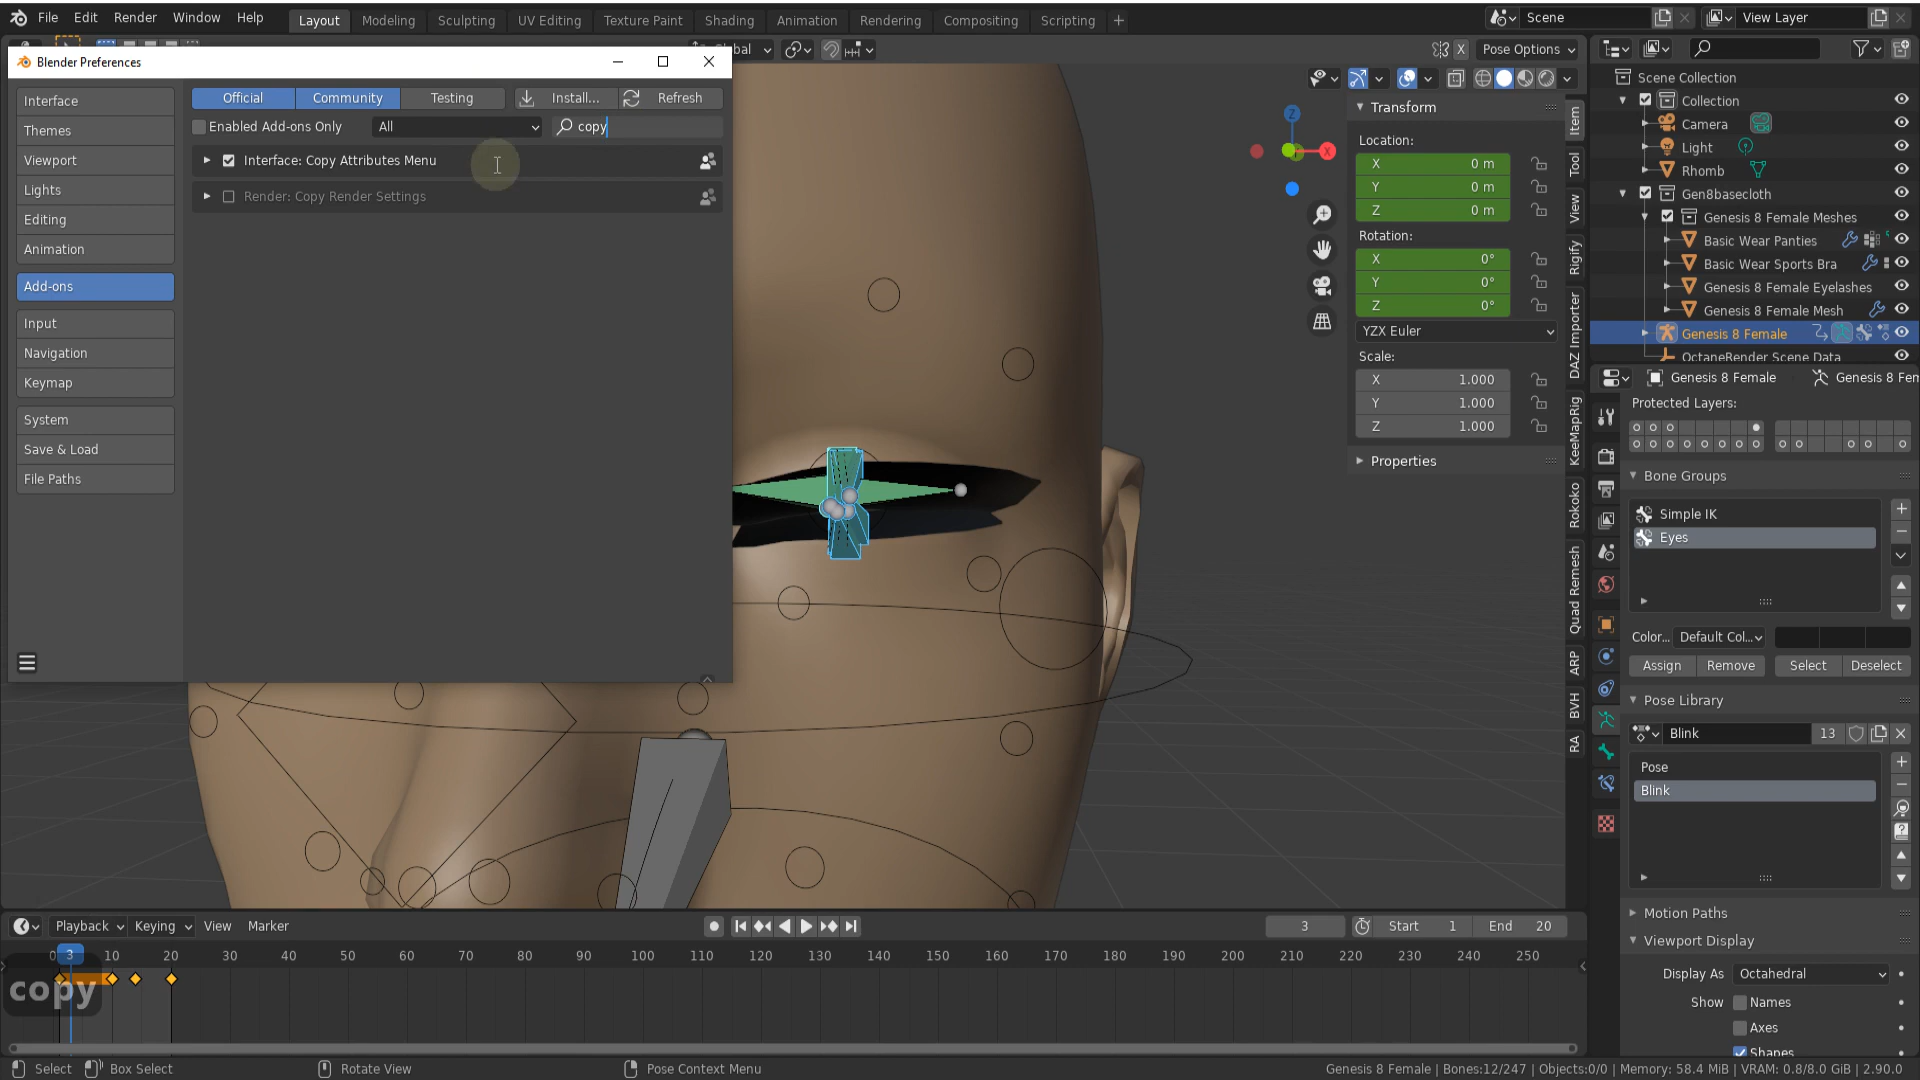 File Edit Render Window Help
Layout Modeling Sculpting UV Editing Texture Paint Shading Animation Rendering Compositing Scripting +
Scene
View Layer
Blender Preferences
Interface
Themes
Viewport
Lights
Editing
Animation
Add-ons
Input
Navigation
Keymap
System
Save & Load
File Paths
Official Community Testing Install... Refresh
Enabled Add-ons Only All copy
Interface: Copy Attributes Menu
Render: Copy Render Settings
X Pose Options
Z
X
Transform
Location:
X 0 m
Y 0 m
Z 0 m
Rotation:
X 0°
Y 0°
Z 0°
YZX Euler
Scale:
X 1.000
Y 1.000
Z 1.000
Properties
Item
Tool
View
Rigify
DAZ Importer
KeeMapRig
Rokoko
Quad Remesh
ARP
BVH
RA
Scene Collection
Collection
Camera
Light
Rhomb
Gen8basecloth
Genesis 8 Female Meshes
Basic Wear Panties
Basic Wear Sports Bra
Genesis 8 Female Eyelashes
Genesis 8 Female Mesh
Genesis 8 Female
OctaneRender Scene Data
Genesis 8 Female Genesis 8 Fem
Protected Layers:
Bone Groups
Simple IK
Eyes
Color... Default Col...
Assign Remove Select Deselect
Pose Library
Blink 13
Pose
Blink
Motion Paths
Viewport Display
Display As Octahedral
Show Names
Axes
Shapes
Playback Keying View Marker
3 Start 1 End 20
0 3 10 20 30 40 50 60 70 80 90 100 110 120 130 140 150 160 170 180 190 200 210 220 230 240 250
copy
Select Box Select Rotate View Pose Context Menu
Genesis 8 Female | Bones:12/247 | Objects:0/0 | Memory: 58.4 MiB | VRAM: 0.8/8.0 GiB | 2.90.0